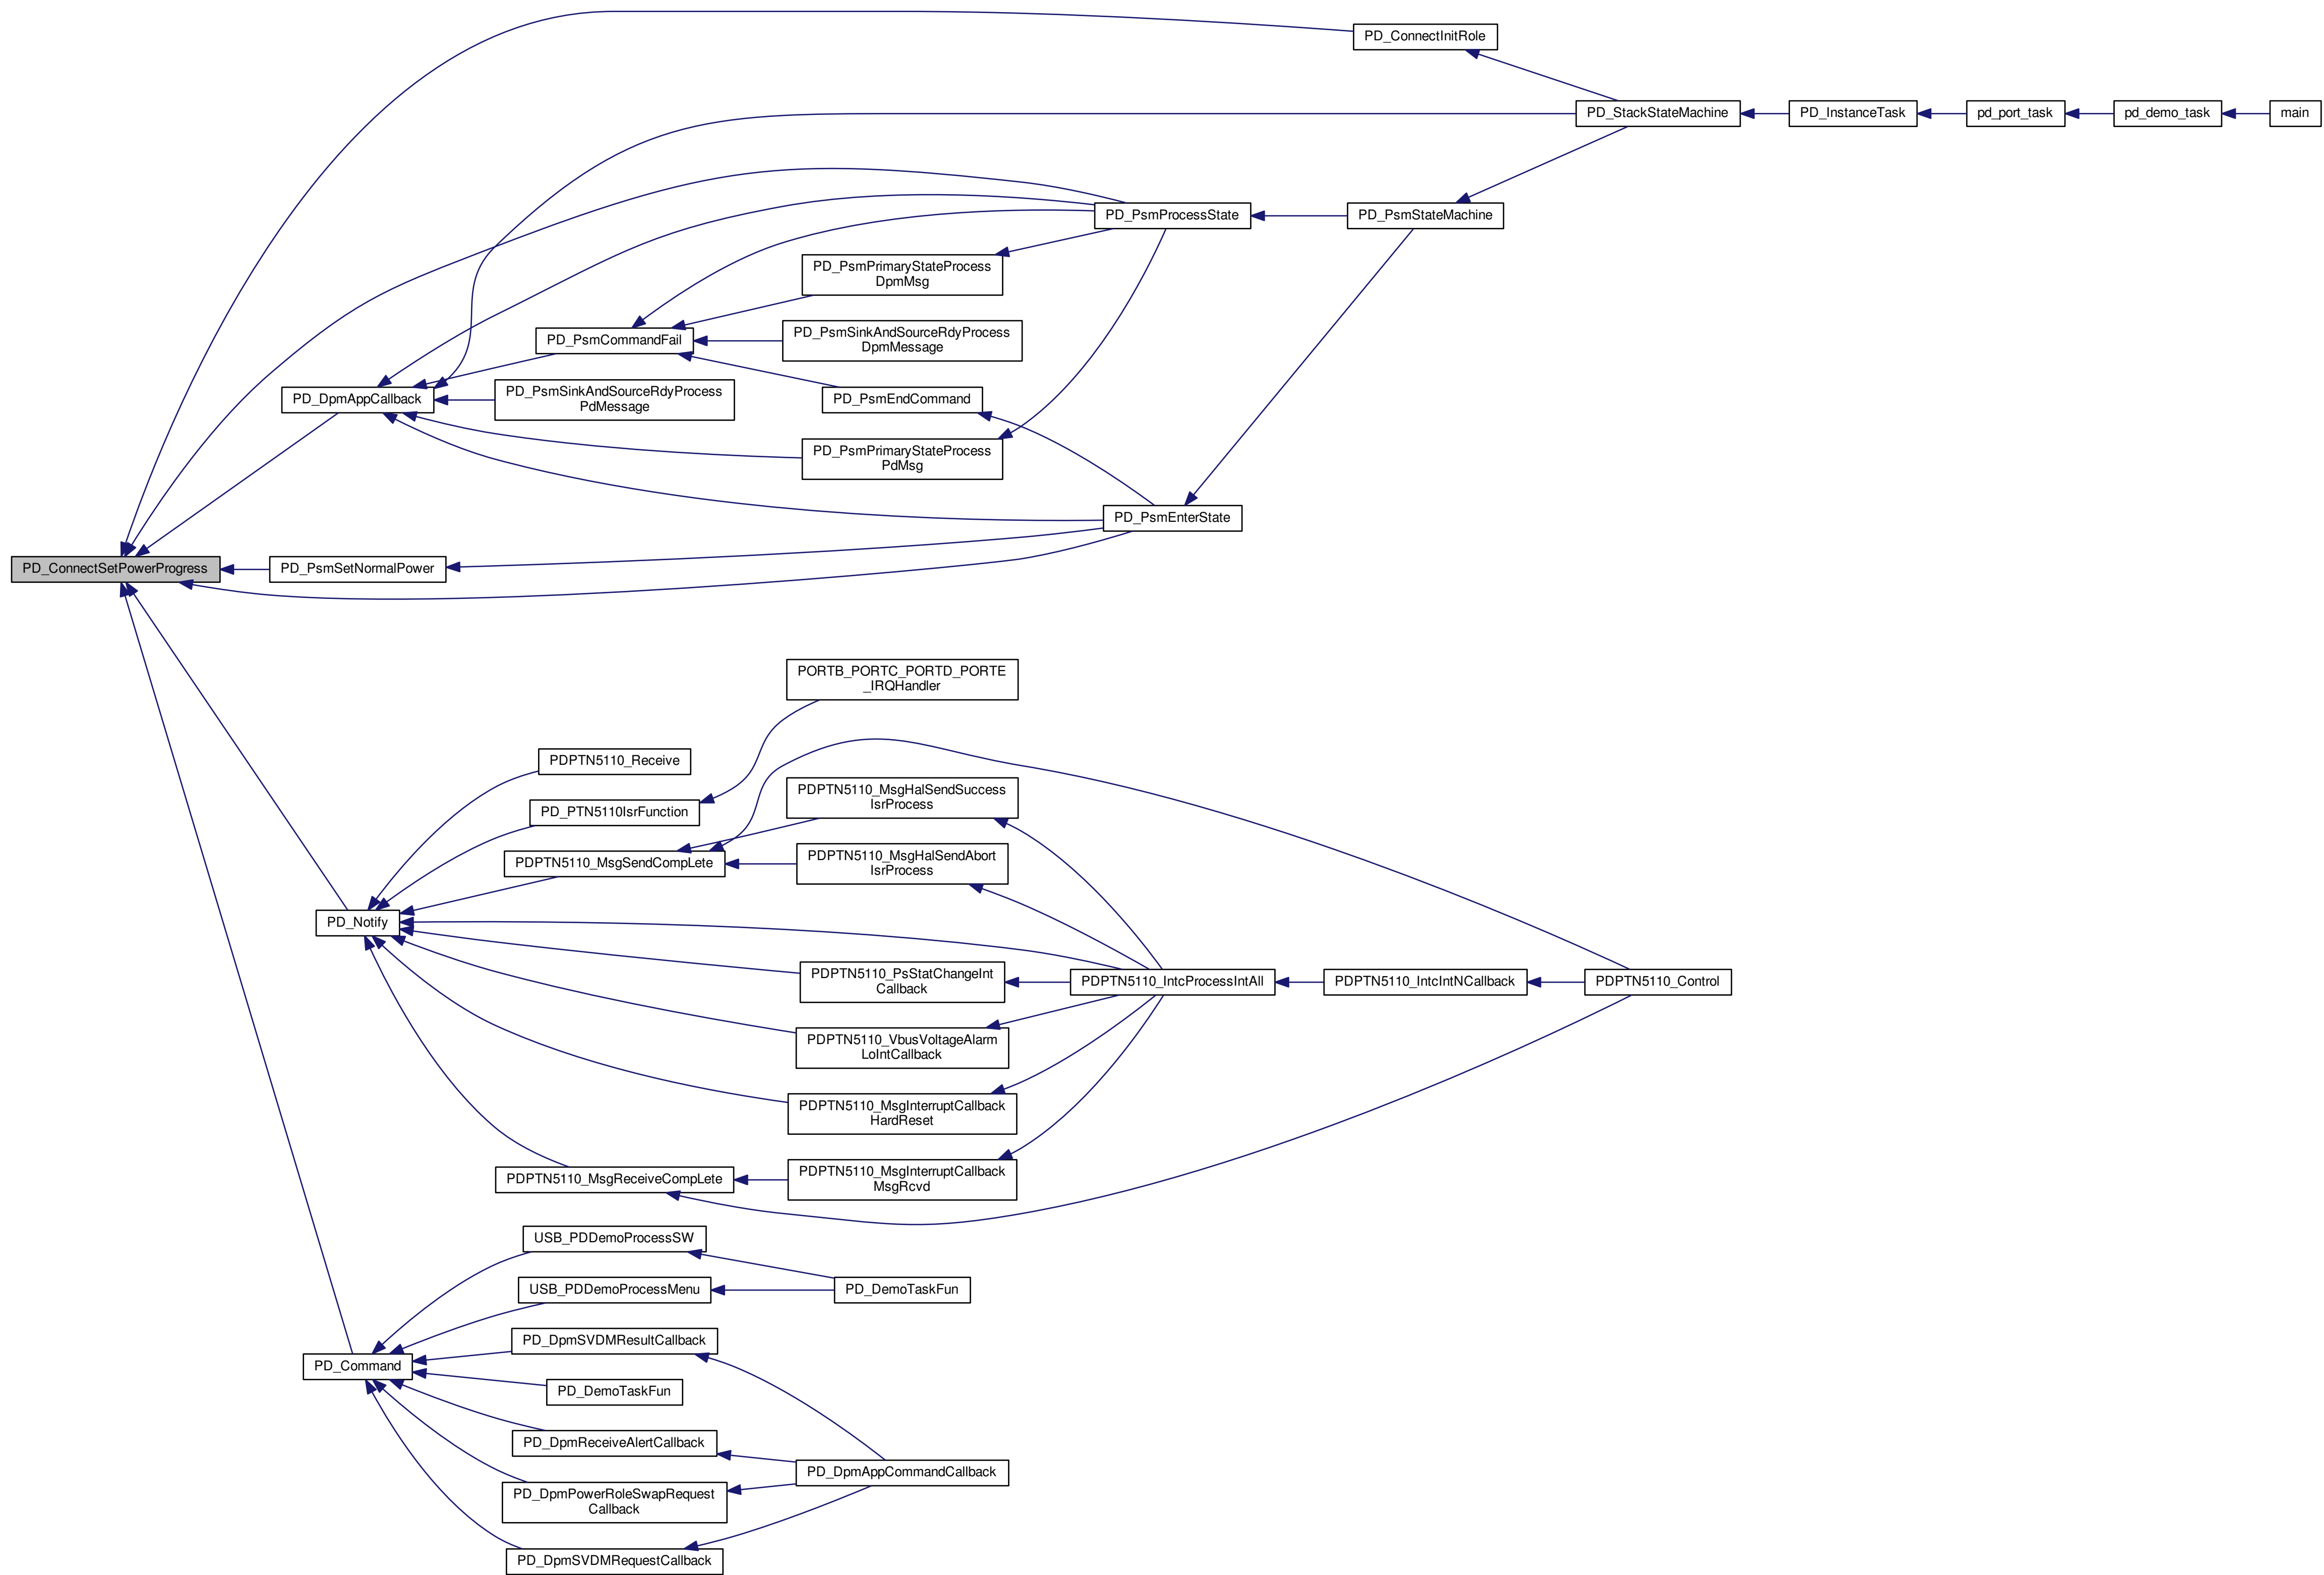 PD_ConnectInitRole
PD_StackStateMachine
PD_InstanceTask
pd_port_task
pd_demo_task
main
PD_PsmProcessState
PD_PsmStateMachine
PD_PsmPrimaryStateProcess
DpmMsg
PD_PsmCommandFail
PD_PsmSinkAndSourceRdyProcess
DpmMessage
PD_DpmAppCallback
PD_PsmSinkAndSourceRdyProcess
PdMessage
PD_PsmEndCommand
PD_PsmPrimaryStateProcess
PdMsg
PD_PsmEnterState
PD_ConnectSetPowerProgress
PD_PsmSetNormalPower
PORTB_PORTC_PORTD_PORTE
_IRQHandler
PDPTN5110_Receive
PD_PTN5110IsrFunction
PDPTN5110_MsgHalSendSuccess
IsrProcess
PDPTN5110_MsgSendCompLete
PDPTN5110_MsgHalSendAbort
IsrProcess
PD_Notify
PDPTN5110_PsStatChangeInt
Callback
PDPTN5110_IntcProcessIntAll
PDPTN5110_IntcIntNCallback
PDPTN5110_Control
PDPTN5110_VbusVoltageAlarm
LoIntCallback
PDPTN5110_MsgInterruptCallback
HardReset
PDPTN5110_MsgReceiveCompLete
PDPTN5110_MsgInterruptCallback
MsgRcvd
USB_PDDemoProcessSW
USB_PDDemoProcessMenu
PD_DemoTaskFun
PD_DpmSVDMResultCallback
PD_Command
PD_DemoTaskFun
PD_DpmReceiveAlertCallback
PD_DpmAppCommandCallback
PD_DpmPowerRoleSwapRequest
Callback
PD_DpmSVDMRequestCallback